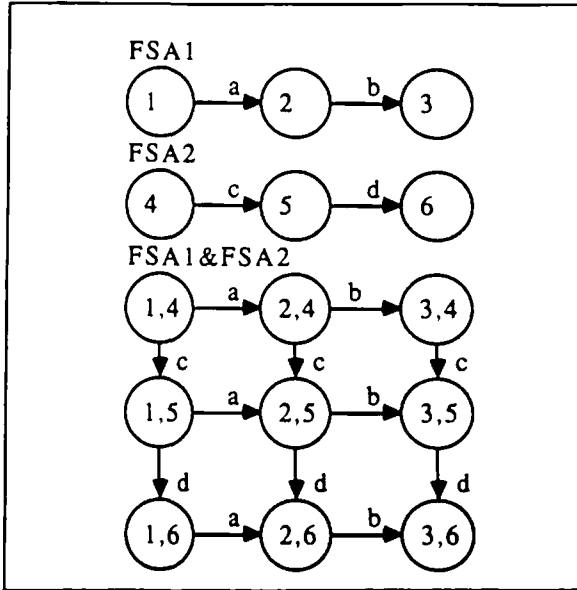 FSA1
a b
1 2 3
FSA2
c d
4 5 6
FSA1&FSA2
a b
1,4 2,4 3,4
c c c
a b
1,5 2,5 3,5
d d d
a b
1,6 2,6 3,6